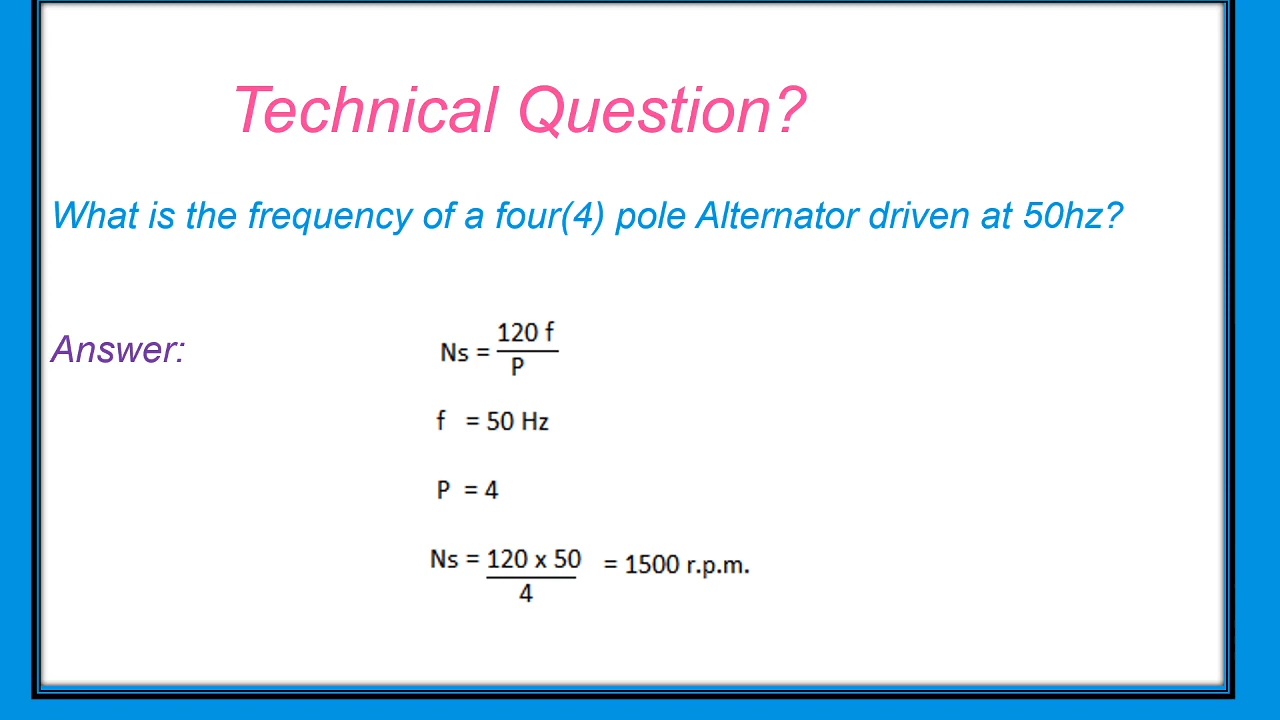 Technical Question?
What is the frequency of a four(4) pole Alternator driven at 50hz?
Answer:
Ns = 120 f
P
f = 50 Hz
P = 4
Ns = 120 x 50 = 1500 r.p.m.
4